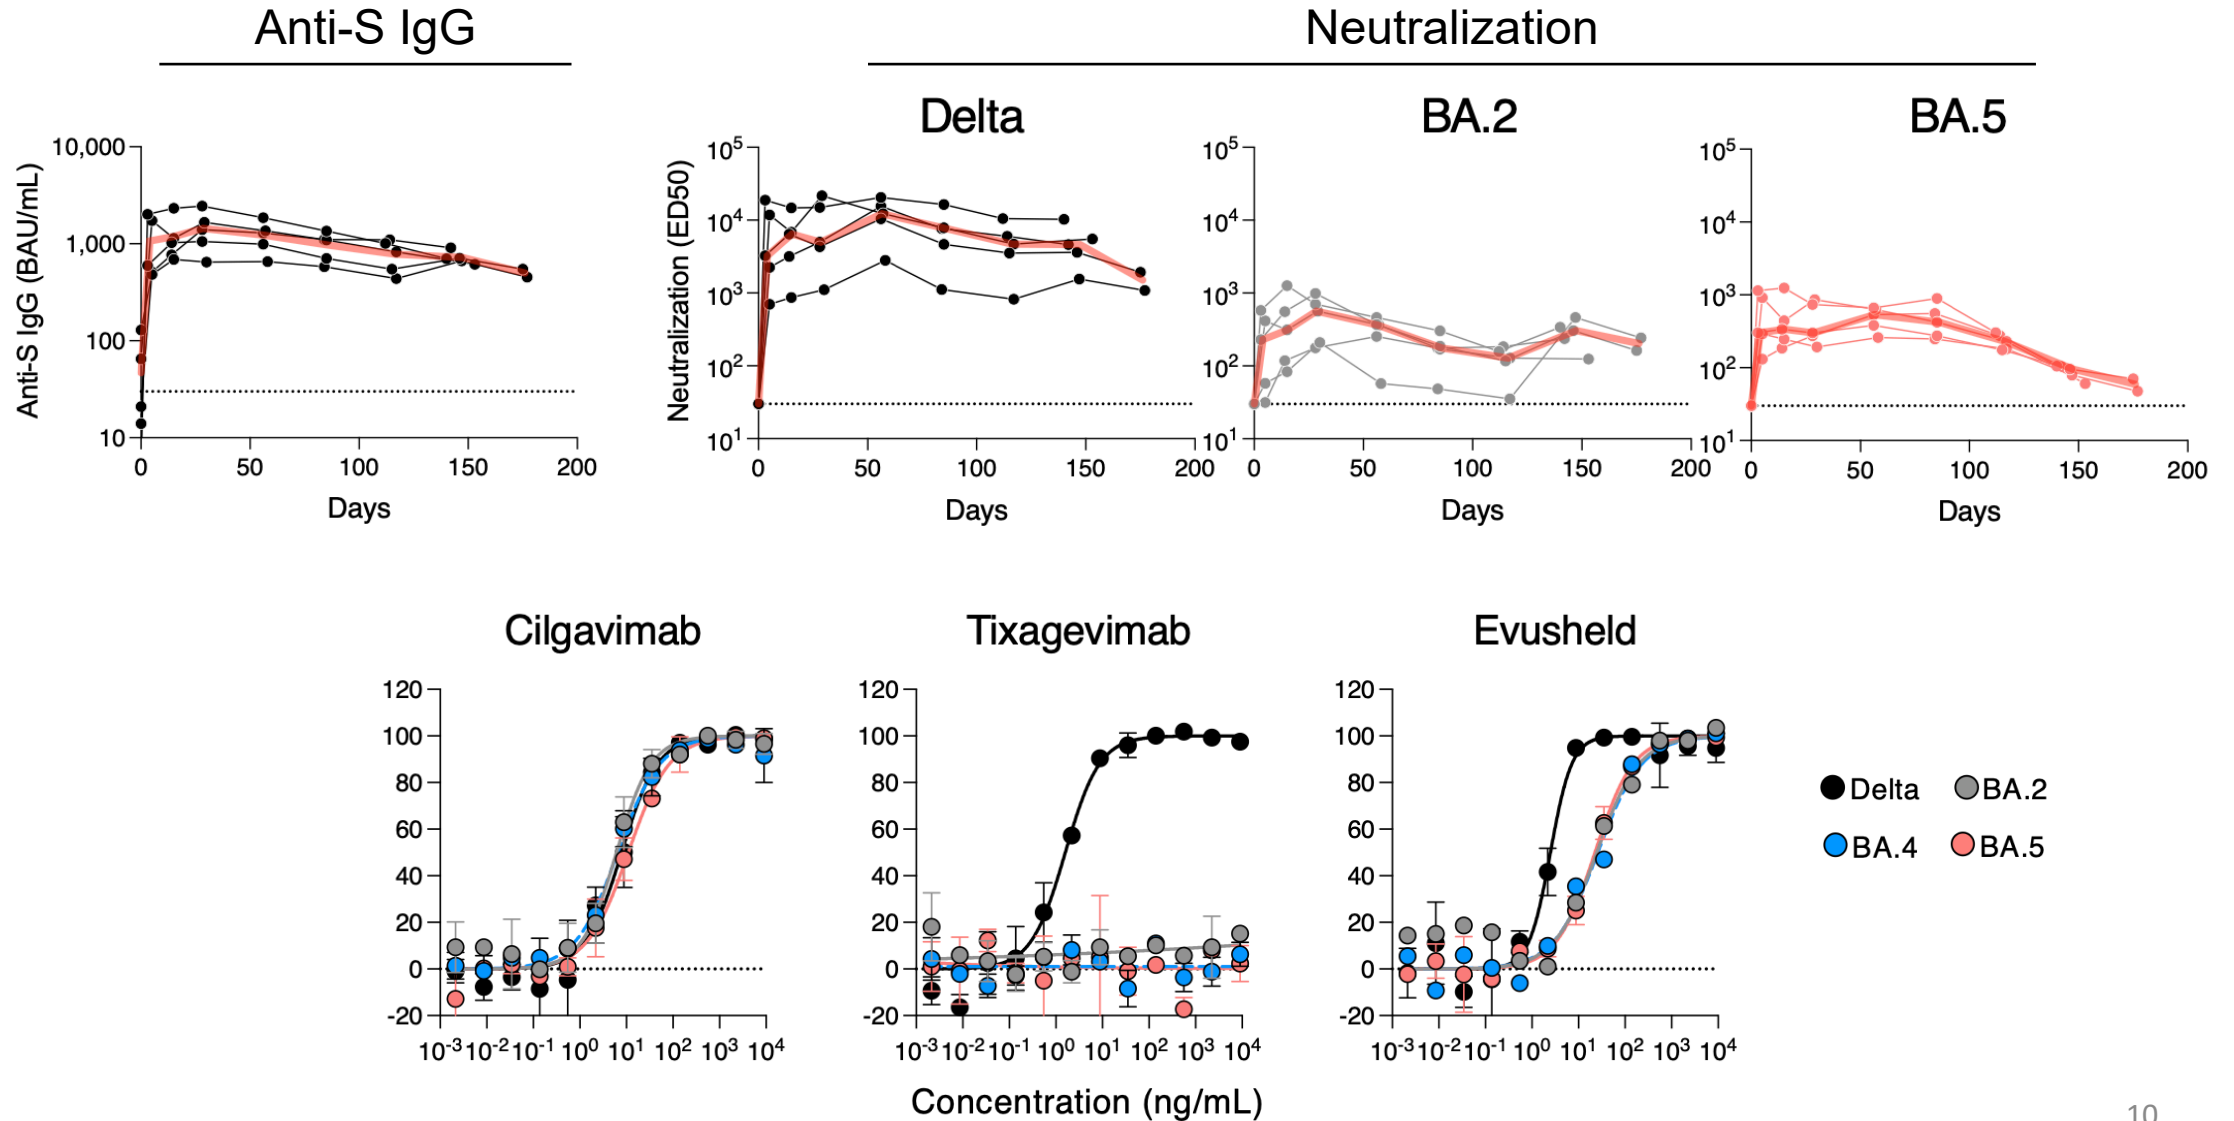 Anti-S IgG
Neutralization
Delta
BA.2
BA.5
Anti-S IgG (BAU/mL)
10,000
1,000
100
10
0 50 100 150 200
Days
Neutralization (ED50)
10⁵
10⁴
10³
10²
10¹
0 50 100 150 200
Days
10⁵
10⁴
10³
10²
10¹
0 50 100 150 200
Days
10⁵
10⁴
10³
10²
10¹
0 50 100 150 200
Days
Cilgavimab
120
100
80
60
40
20
0
-20
10⁻³ 10⁻² 10⁻¹ 10⁰ 10¹ 10² 10³ 10⁴
Tixagevimab
120
100
80
60
40
20
0
-20
10⁻³ 10⁻² 10⁻¹ 10⁰ 10¹ 10² 10³ 10⁴
Evusheld
120
100
80
60
40
20
0
-20
10⁻³ 10⁻² 10⁻¹ 10⁰ 10¹ 10² 10³ 10⁴
Delta BA.2
BA.4 BA.5
Concentration (ng/mL)
10